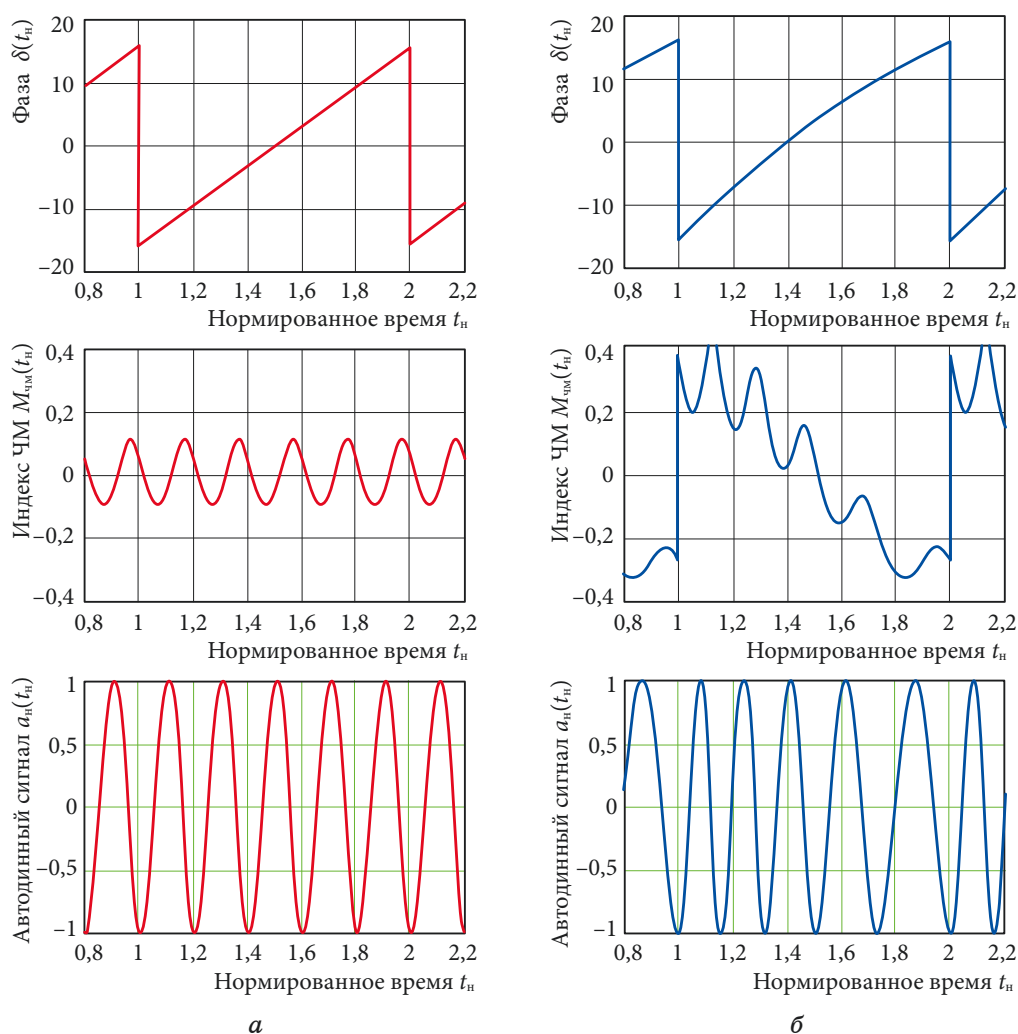 Фаза δ(tн)
20
10
0
−10
−20
0,8 1 1,2 1,4 1,6 1,8 2 2,2
Нормированное время tн
Фаза δ(tн)
20
10
0
−10
−20
0,8 1 1,2 1,4 1,6 1,8 2 2,2
Нормированное время tн
Индекс ЧМ Mчм(tн)
0,4
0,2
0
−0,2
−0,4
0,8 1 1,2 1,4 1,6 1,8 2 2,2
Нормированное время tн
Индекс ЧМ Mчм(tн)
0,4
0,2
0
−0,2
−0,4
0,8 1 1,2 1,4 1,6 1,8 2 2,2
Нормированное время tн
Автодинный сигнал aн(tн)
1
0,5
0
−0,5
−1
0,8 1 1,2 1,4 1,6 1,8 2 2,2
Нормированное время tн
Автодинный сигнал aн(tн)
1
0,5
0
−0,5
−1
0,8 1 1,2 1,4 1,6 1,8 2 2,2
Нормированное время tн
а
б